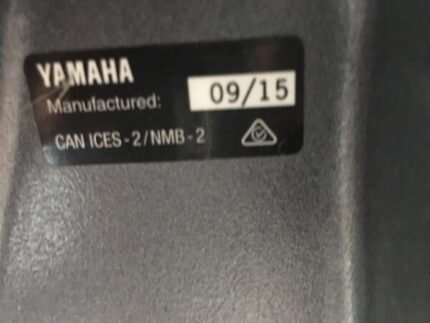 YAMAHA
Manufactured: 09/15
CAN ICES-2/NMB-2